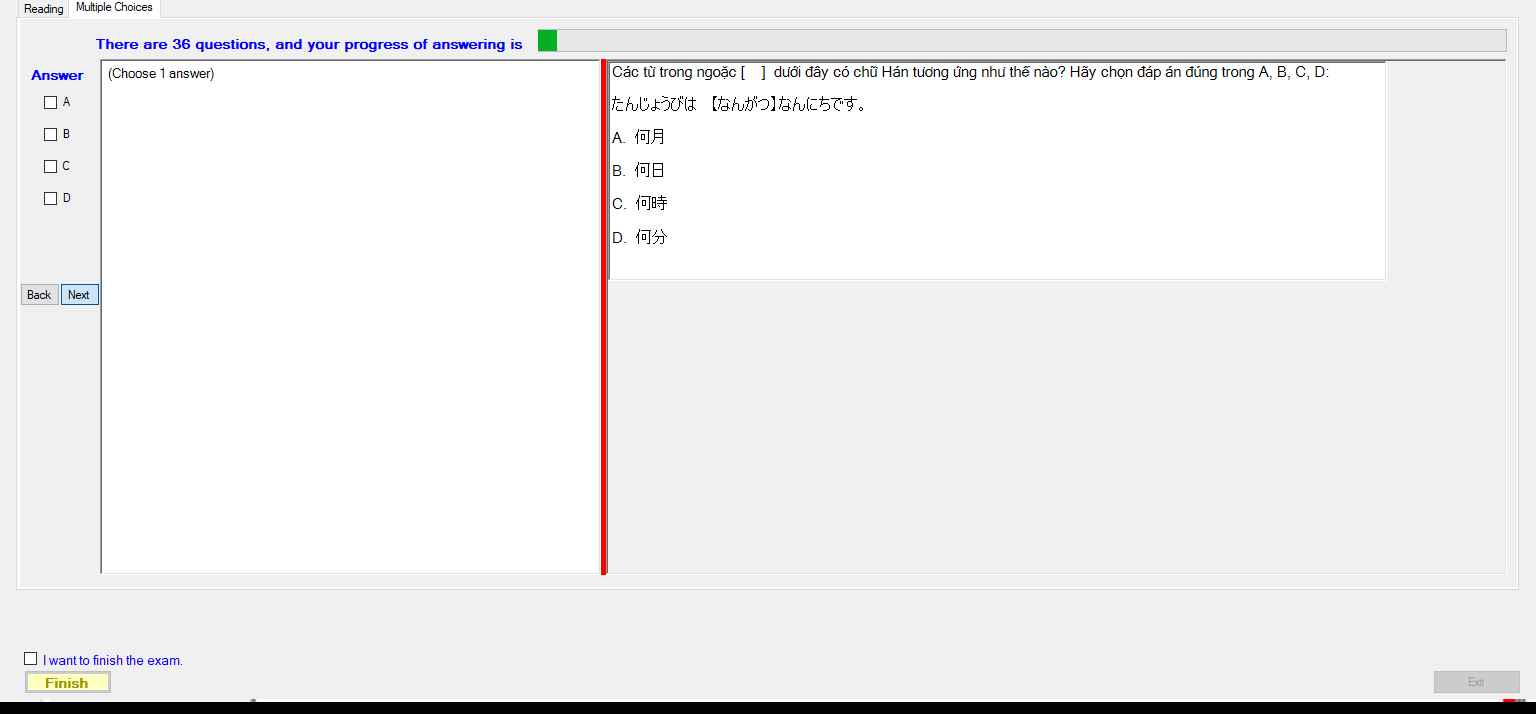 Reading
Multiple Choices
There are 36 questions, and your progress of answering is
Answer
A
B
C
D
Back
Next
(Choose 1 answer)
Các từ trong ngoặc [ ] dưới đây có chữ Hán tương ứng như thế nào? Hãy chọn đáp án đúng trong A, B, C, D:
たんじょうびは 【なんがつ】なんにちです。
A. 何月
B. 何日
C. 何時
D. 何分
I want to finish the exam.
Finish
Exit